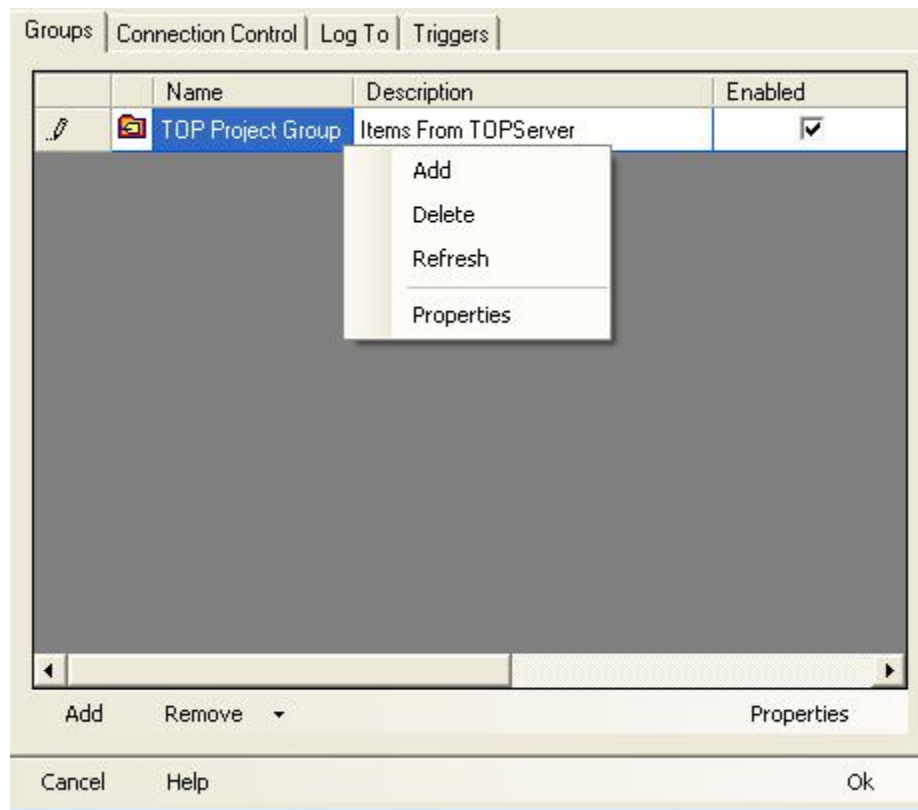 Groups Connection Control Log To Triggers
Name Description Enabled
TOP Project Group Items From TOPServer
Add
Delete
Refresh
Properties
Add Remove Properties
Cancel Help Ok